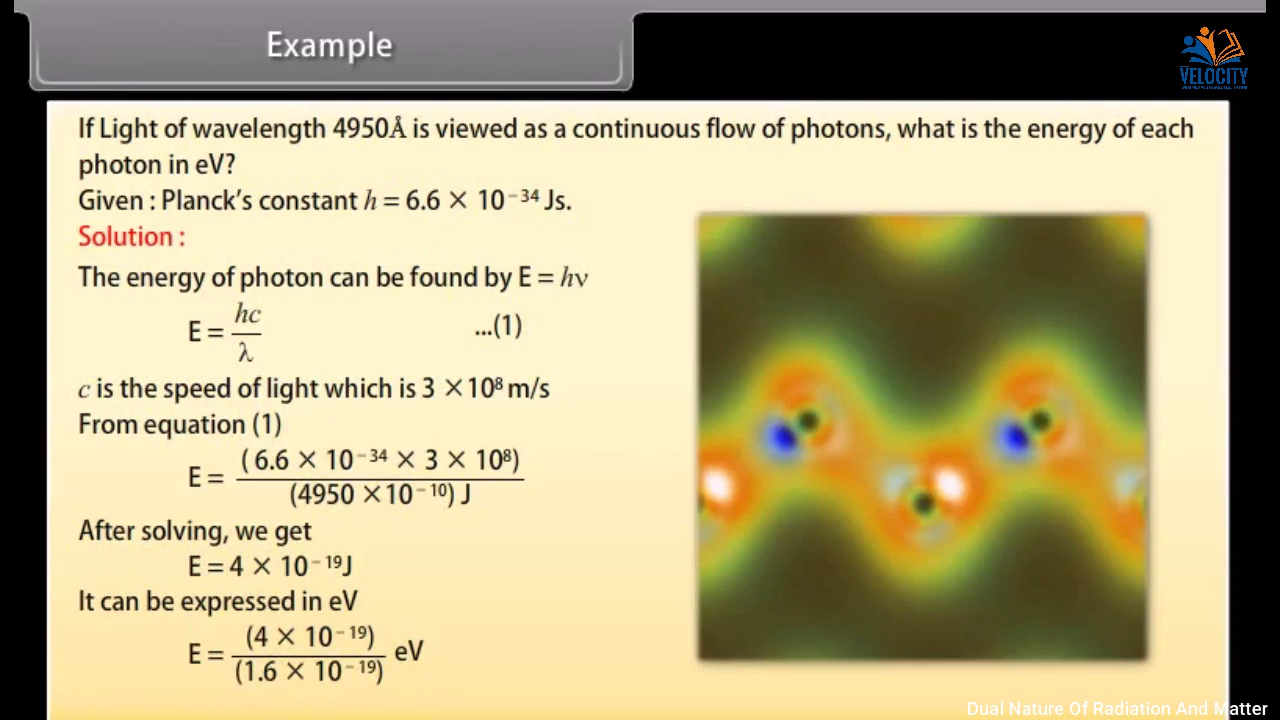 Example
VELOCITY
If Light of wavelength 4950Å is viewed as a continuous flow of photons, what is the energy of each
photon in eV?
Given : Planck's constant h = 6.6 × 10⁻³⁴ Js.
Solution :
The energy of photon can be found by E = hν
E = hc/λ ...(1)
c is the speed of light which is 3 ×10⁸ m/s
From equation (1)
E = (6.6 × 10⁻³⁴ × 3 × 10⁸)/(4950 ×10⁻¹⁰) J
After solving, we get
E = 4 × 10⁻¹⁹J
It can be expressed in eV
E = (4 × 10⁻¹⁹)/(1.6 × 10⁻¹⁹) eV
Dual Nature Of Radiation And Matter